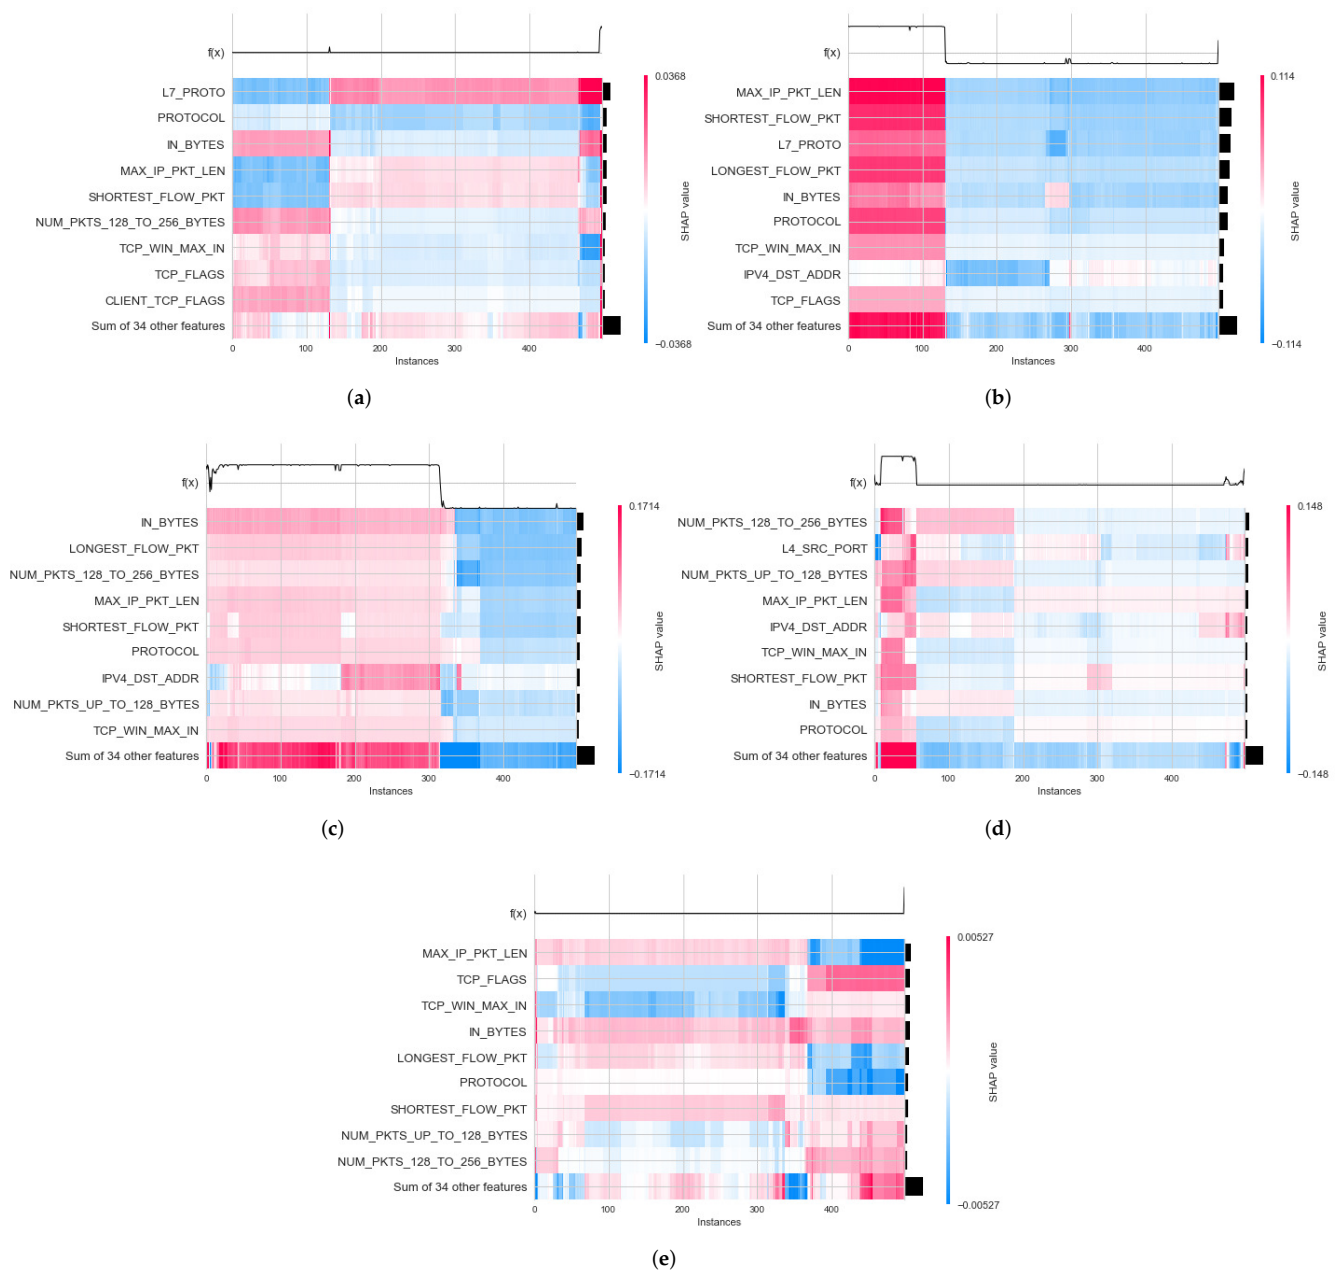 f(x)
L7_PROTO
PROTOCOL
IN_BYTES
MAX_IP_PKT_LEN
SHORTEST_FLOW_PKT
NUM_PKTS_128_TO_256_BYTES
TCP_WIN_MAX_IN
TCP_FLAGS
CLIENT_TCP_FLAGS
Sum of 34 other features
0 100 200 300 400
Instances
0.0368
SHAP value
−0.0368
(a)
f(x)
MAX_IP_PKT_LEN
SHORTEST_FLOW_PKT
L7_PROTO
LONGEST_FLOW_PKT
IN_BYTES
PROTOCOL
TCP_WIN_MAX_IN
IPV4_DST_ADDR
TCP_FLAGS
Sum of 34 other features
0 100 200 300 400
Instances
0.114
SHAP value
−0.114
(b)
f(x)
IN_BYTES
LONGEST_FLOW_PKT
NUM_PKTS_128_TO_256_BYTES
MAX_IP_PKT_LEN
SHORTEST_FLOW_PKT
PROTOCOL
IPV4_DST_ADDR
NUM_PKTS_UP_TO_128_BYTES
TCP_WIN_MAX_IN
Sum of 34 other features
0 100 200 300 400
Instances
0.1714
SHAP value
−0.1714
(c)
f(x)
NUM_PKTS_128_TO_256_BYTES
L4_SRC_PORT
NUM_PKTS_UP_TO_128_BYTES
MAX_IP_PKT_LEN
IPV4_DST_ADDR
TCP_WIN_MAX_IN
SHORTEST_FLOW_PKT
IN_BYTES
PROTOCOL
Sum of 34 other features
0 100 200 300 400
Instances
0.148
SHAP value
−0.148
(d)
f(x)
MAX_IP_PKT_LEN
TCP_FLAGS
TCP_WIN_MAX_IN
IN_BYTES
LONGEST_FLOW_PKT
PROTOCOL
SHORTEST_FLOW_PKT
NUM_PKTS_UP_TO_128_BYTES
NUM_PKTS_128_TO_256_BYTES
Sum of 34 other features
0 100 200 300 400
Instances
0.00527
SHAP value
−0.00527
(e)